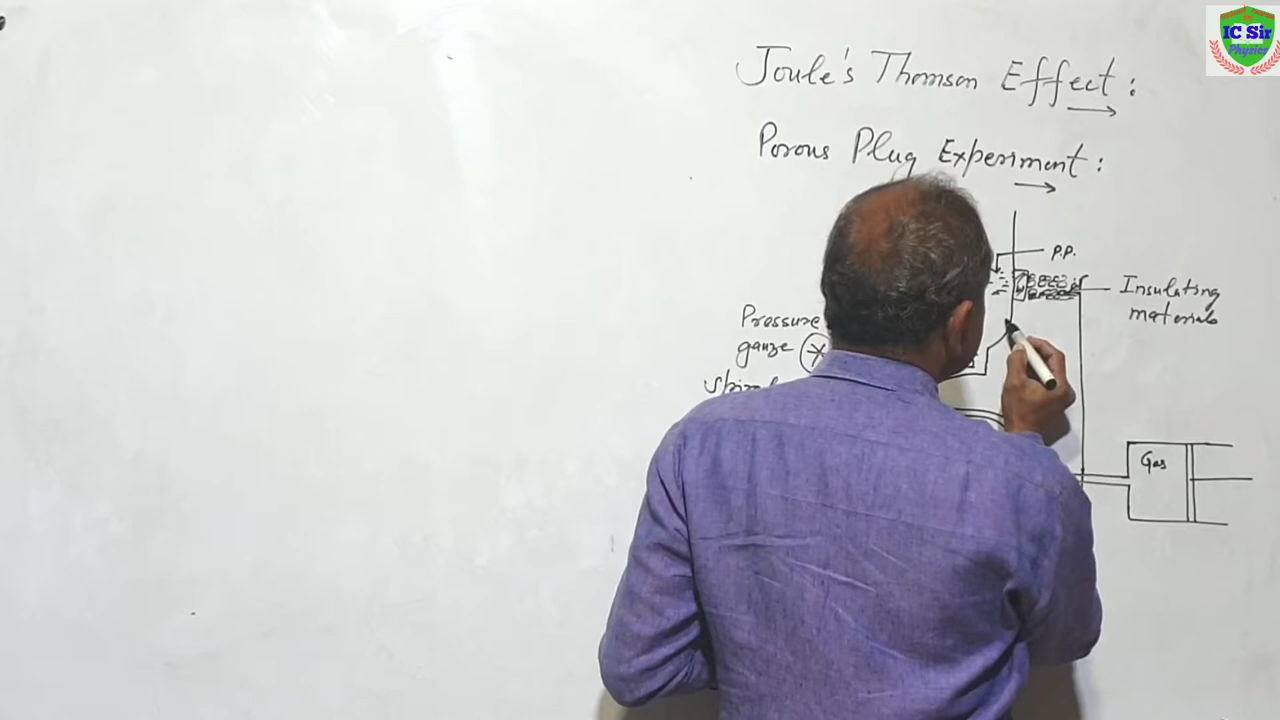 IC Sir
Physics
Joule's Thomson Effect :
Porous Plug Experiment :
P.P.
Insulating
materials
Pressure
gauze
Gas